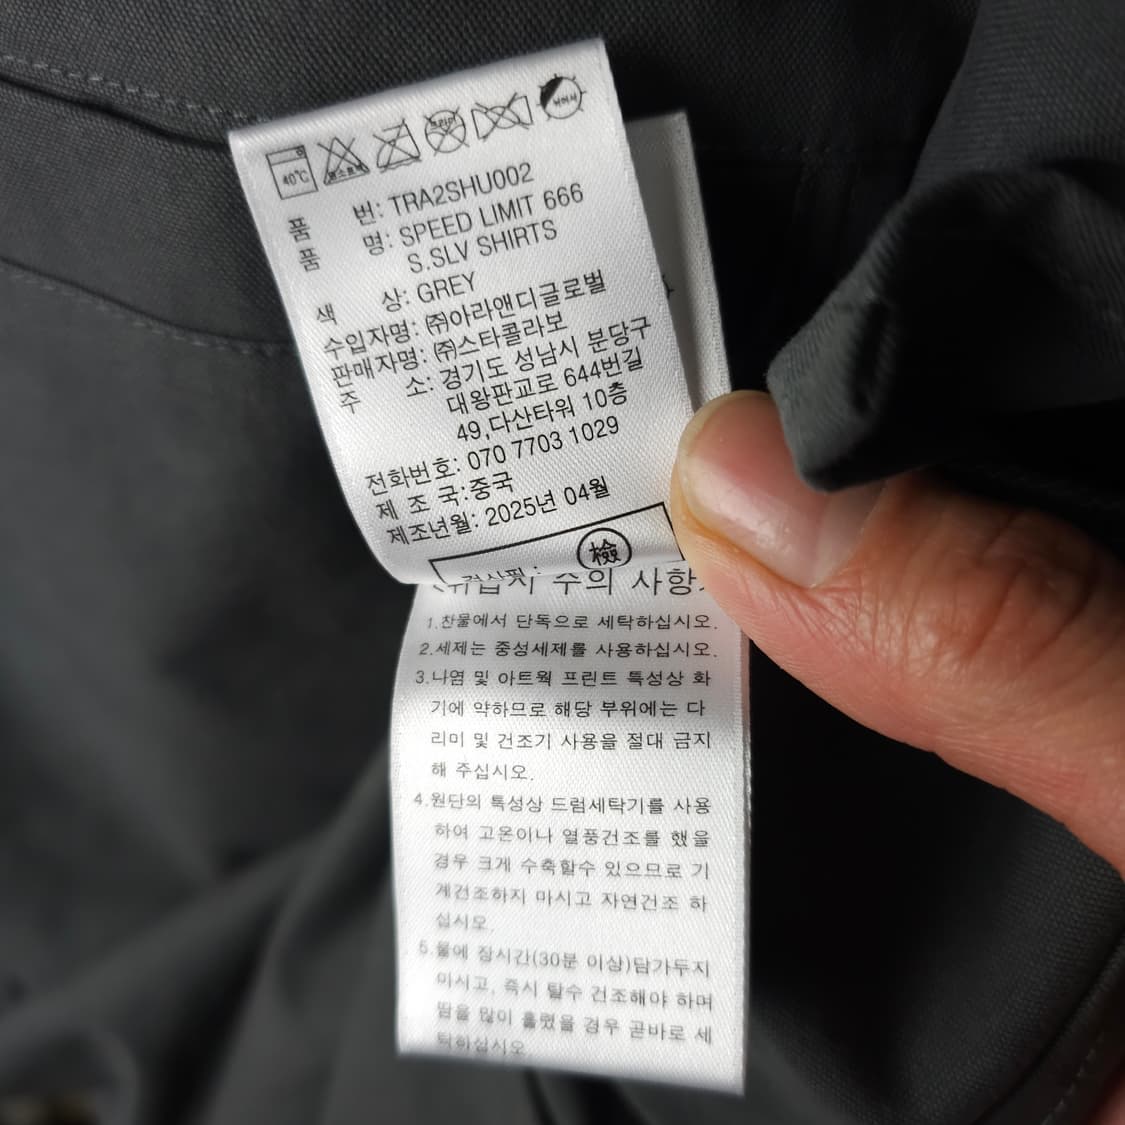 40℃
염소표백
드라이
뉘어서
품 번: TRA2SHU002
품 명: SPEED LIMIT 666
S.SLV SHIRTS
색 상: GREY
수입자명: ㈜아라앤디글로벌
판매자명: ㈜스타콜라보
주 소: 경기도 성남시 분당구
대왕판교로 644번길
49,다산타워 10층
전화번호: 070 7703 1029
제 조 국:중국
제조년월: 2025년 04월
檢
주의 사항>
1.찬물에서 단독으로 세탁하십시오.
2.세제는 중성세제를 사용하십시오.
3.나염 및 아트웍 프린트 특성상 화
기에 약하므로 해당 부위에는 다
리미 및 건조기 사용을 절대 금지
해 주십시오.
4.원단의 특성상 드럼세탁기를 사용
하여 고온이나 열풍건조를 했을
경우 크게 수축할수 있으므로 기
계건조하지 마시고 자연건조 하
십시오.
5.물에 장시간(30분 이상)담가두지
마시고, 즉시 탈수 건조해야 하며
땀을 많이 흘렸을 경우 곧바로 세
탁하십시오